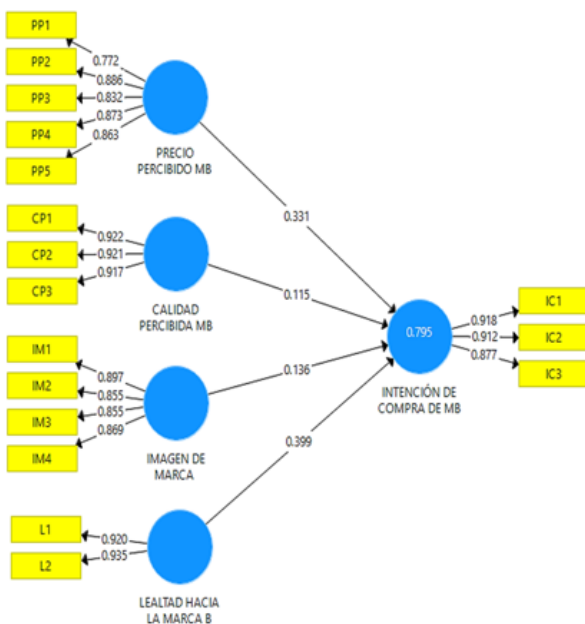 PP1
0.772
PP2
0.886
PP3
0.832
PP4
0.873
PP5
0.863
PRECIO
PERCIBIDO MB
0.331
CP1
0.922
CP2
0.921
CP3
0.917
CALIDAD
PERCIBIDA MB
0.115
IM1
0.897
IM2
0.855
IM3
0.855
IM4
0.869
IMAGEN DE
MARCA
0.136
L1
0.920
L2
0.935
LEALTAD HACIA
LA MARCA B
0.399
0.795
INTENCIÓN DE
COMPRA DE MB
0.918
IC1
0.912
IC2
0.877
IC3